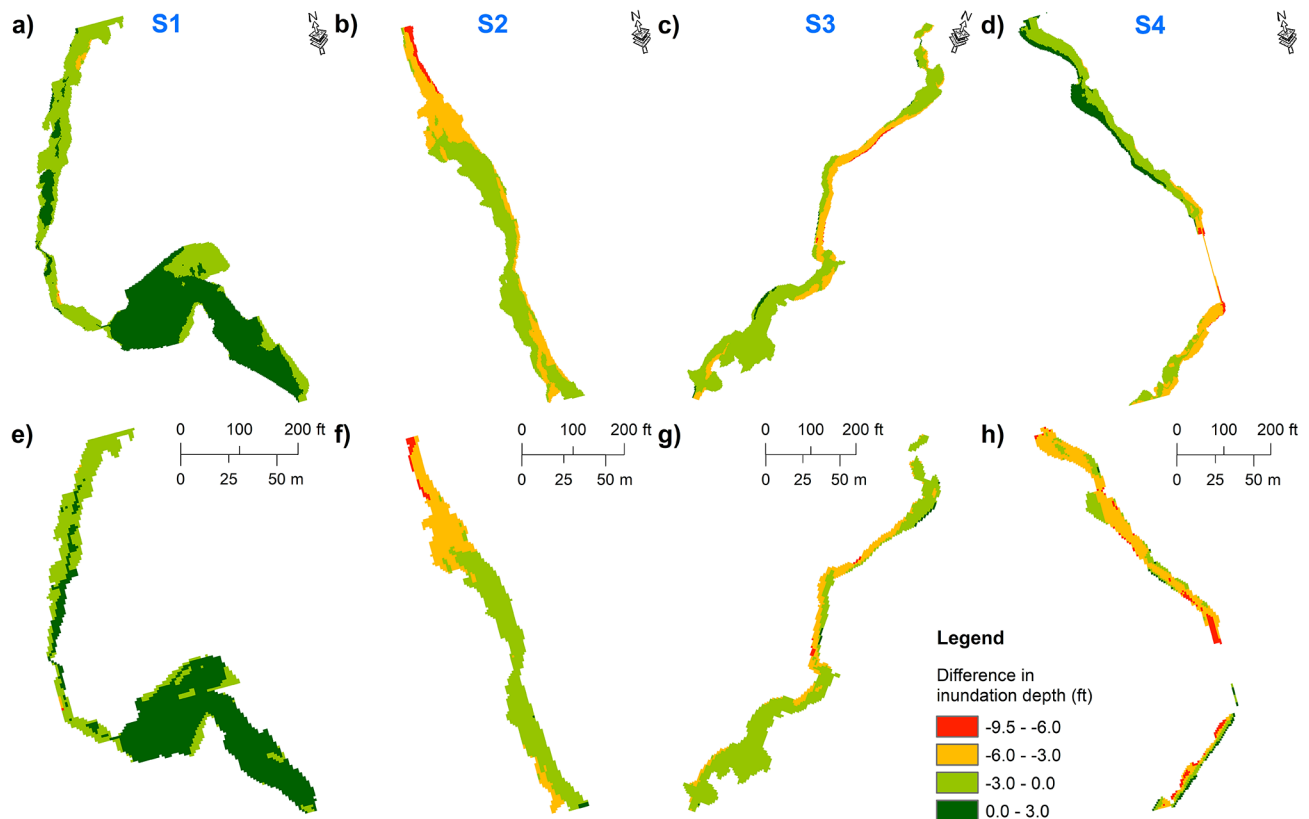 a) S1 N
b) S2 N
c) S3 N
d) S4 N
e) 0 100 200 ft
0 25 50 m
f) 0 100 200 ft
0 25 50 m
g) 0 100 200 ft
0 25 50 m
h) 0 100 200 ft
0 25 50 m
Legend
Difference in
inundation depth (ft)
-9.5 - -6.0
-6.0 - -3.0
-3.0 - 0.0
0.0 - 3.0